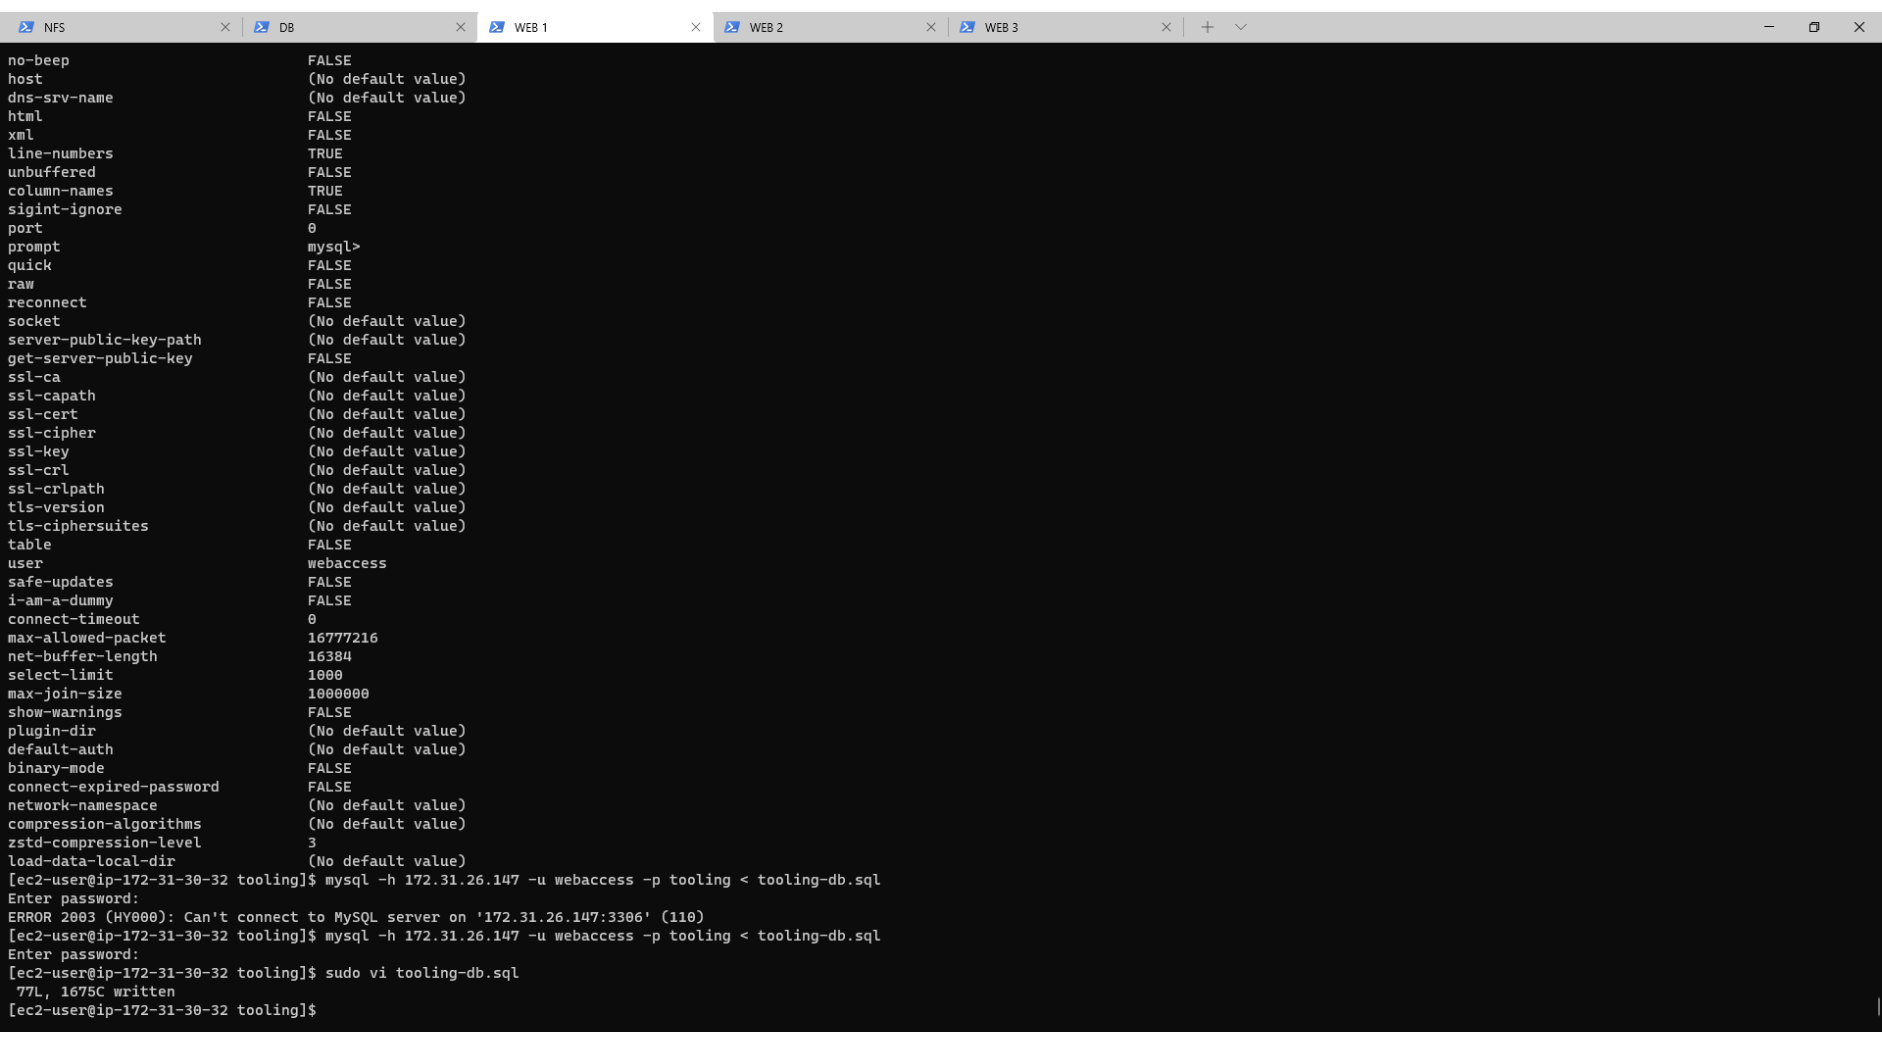 NFS DB WEB 1 WEB 2 WEB 3
no-beep FALSE
host (No default value)
dns-srv-name (No default value)
html FALSE
xml FALSE
line-numbers TRUE
unbuffered FALSE
column-names TRUE
sigint-ignore FALSE
port 0
prompt mysql>
quick FALSE
raw FALSE
reconnect FALSE
socket (No default value)
server-public-key-path (No default value)
get-server-public-key FALSE
ssl-ca (No default value)
ssl-capath (No default value)
ssl-cert (No default value)
ssl-cipher (No default value)
ssl-key (No default value)
ssl-crl (No default value)
ssl-crlpath (No default value)
tls-version (No default value)
tls-ciphersuites (No default value)
table FALSE
user webaccess
safe-updates FALSE
i-am-a-dummy FALSE
connect-timeout 0
max-allowed-packet 16777216
net-buffer-length 16384
select-limit 1000
max-join-size 1000000
show-warnings FALSE
plugin-dir (No default value)
default-auth (No default value)
binary-mode FALSE
connect-expired-password FALSE
network-namespace (No default value)
compression-algorithms (No default value)
zstd-compression-level 3
load-data-local-dir (No default value)
[ec2-user@ip-172-31-30-32 tooling]$ mysql -h 172.31.26.147 -u webaccess -p tooling < tooling-db.sql
Enter password:
ERROR 2003 (HY000): Can't connect to MySQL server on '172.31.26.147:3306' (110)
[ec2-user@ip-172-31-30-32 tooling]$ mysql -h 172.31.26.147 -u webaccess -p tooling < tooling-db.sql
Enter password:
[ec2-user@ip-172-31-30-32 tooling]$ sudo vi tooling-db.sql
77L, 1675C written
[ec2-user@ip-172-31-30-32 tooling]$